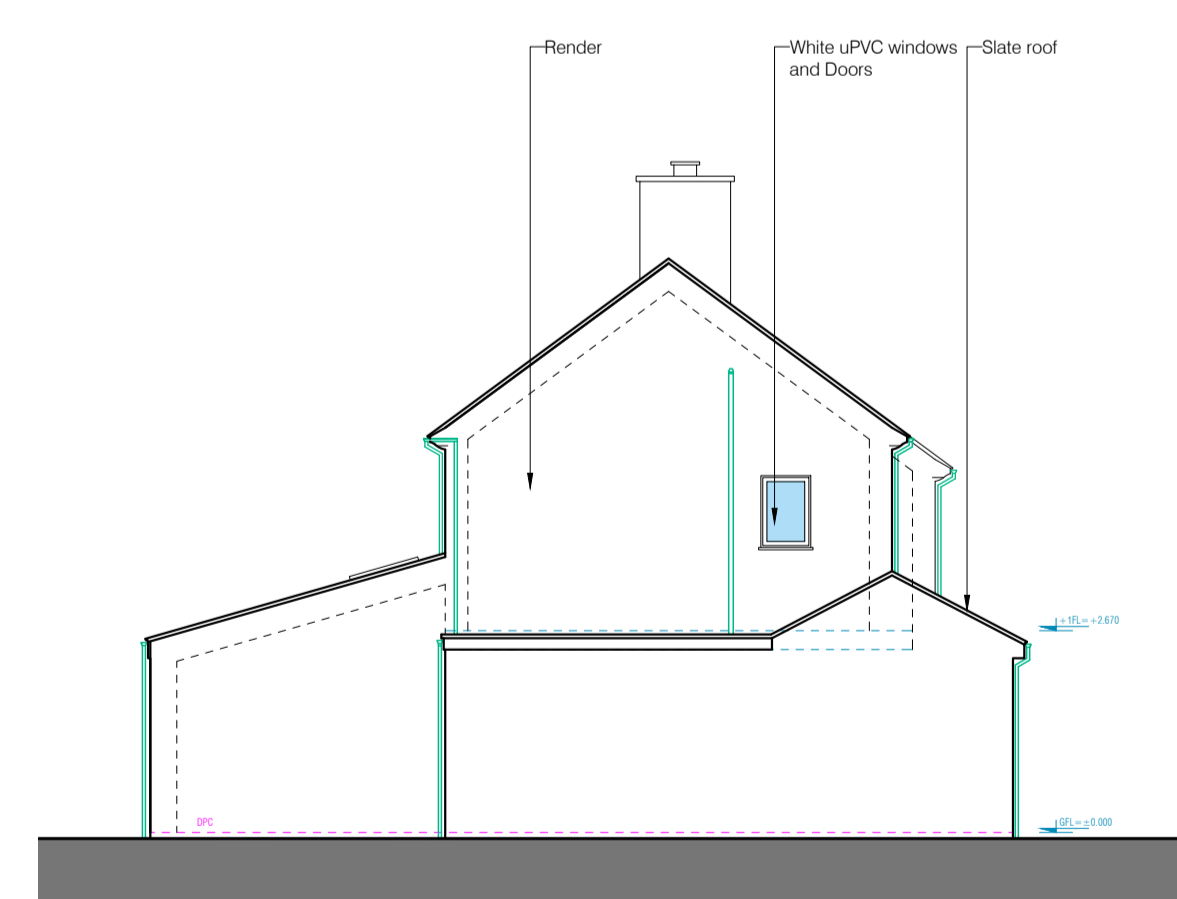 Render
White uPVC windows
and Doors
Slate roof
+1FL=+2.670
DPC
GFL=±0.000